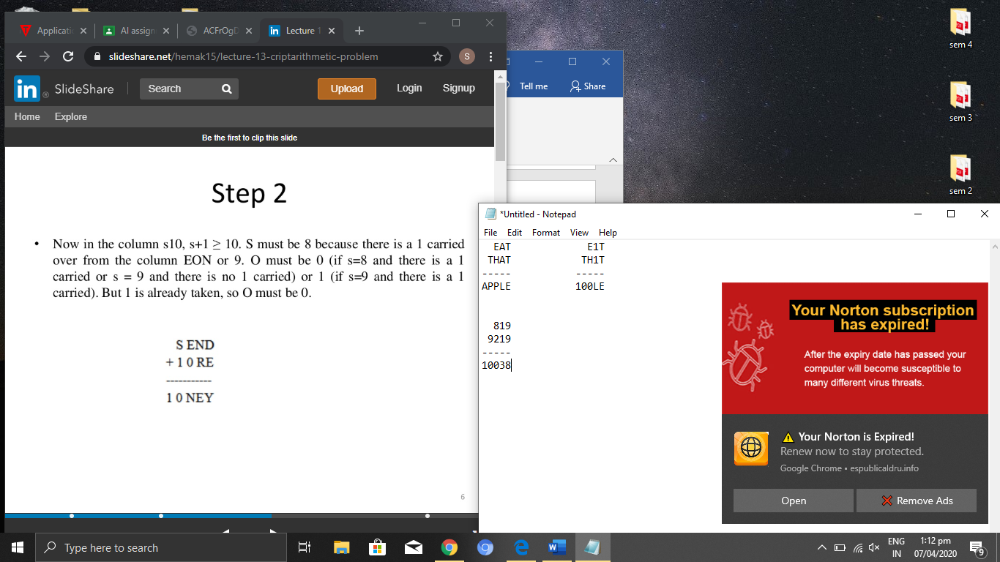 Applicatio
AI assign
ACFrOgD
Lecture 1
slideshare.net/hemak15/lecture-13-criptarithmetic-problem
S
in SlideShare
Search
Upload
Login
Signup
Home
Explore
Be the first to clip this slide
Step 2
• Now in the column s10, s+1 ≥ 10. S must be 8 because there is a 1 carried
over from the column EON or 9. O must be 0 (if s=8 and there is a 1
carried or s = 9 and there is no 1 carried) or 1 (if s=9 and there is a 1
carried). But 1 is already taken, so O must be 0.
S END
+ 1 0 RE
-----------
1 0 NEY
6
Tell me
Share
sem 4
sem 3
sem 2
*Untitled - Notepad
File Edit Format View Help
EAT E1T
THAT TH1T
----- -----
APPLE 100LE
819
9219
-----
10038
Your Norton subscription
has expired!
After the expiry date has passed your
computer will become susceptible to
many different virus threats.
Your Norton is Expired!
Renew now to stay protected.
Google Chrome • espublicaldru.info
Open
Remove Ads
Type here to search
ENG
IN
1:12 pm
07/04/2020
9